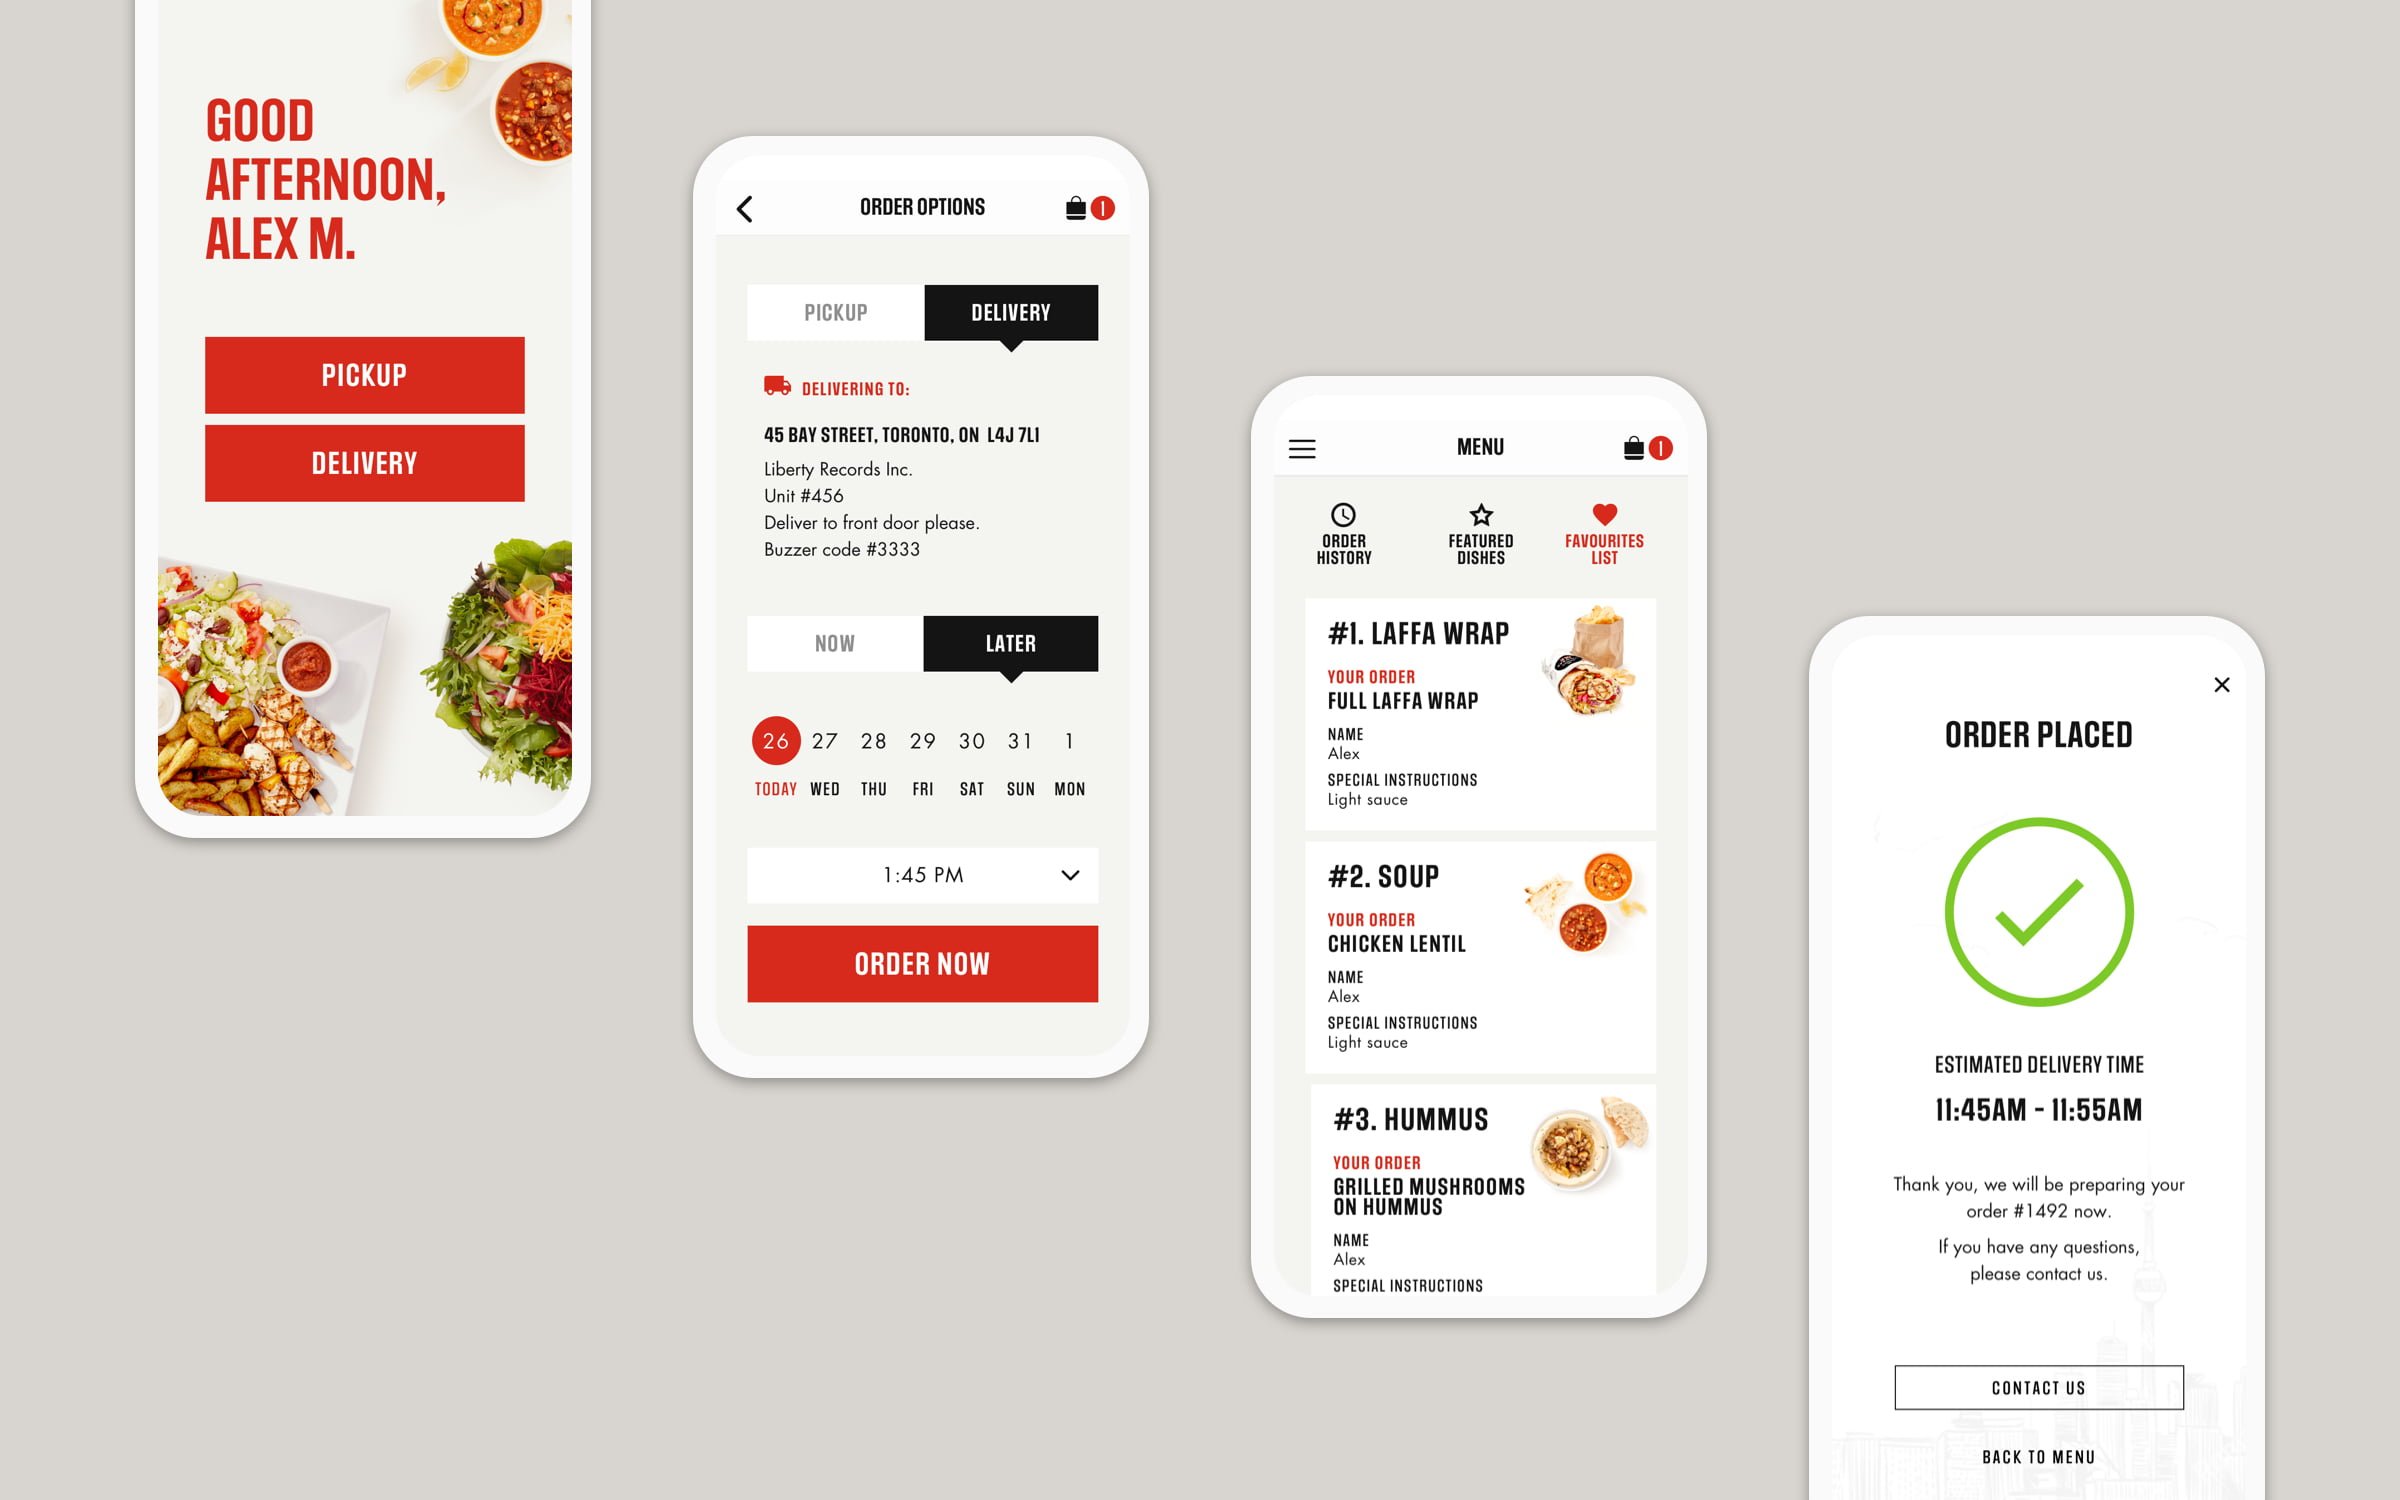 GOOD
AFTERNOON,
ALEX M.
PICKUP
DELIVERY
ORDER OPTIONS
1
PICKUP
DELIVERY
DELIVERING TO:
45 BAY STREET, TORONTO, ON L4J 7L1
Liberty Records Inc.
Unit #456
Deliver to front door please.
Buzzer code #3333
NOW
LATER
26 27 28 29 30 31 1
TODAY WED THU FRI SAT SUN MON
1:45 PM
ORDER NOW
MENU
1
ORDER
HISTORY
FEATURED
DISHES
FAVOURITES
LIST
#1. LAFFA WRAP
YOUR ORDER
FULL LAFFA WRAP
NAME
Alex
SPECIAL INSTRUCTIONS
Light sauce
#2. SOUP
YOUR ORDER
CHICKEN LENTIL
NAME
Alex
SPECIAL INSTRUCTIONS
Light sauce
#3. HUMMUS
YOUR ORDER
GRILLED MUSHROOMS
ON HUMMUS
NAME
Alex
SPECIAL INSTRUCTIONS
ORDER PLACED
ESTIMATED DELIVERY TIME
11:45AM - 11:55AM
Thank you, we will be preparing your
order #1492 now.
If you have any questions,
please contact us.
CONTACT US
BACK TO MENU